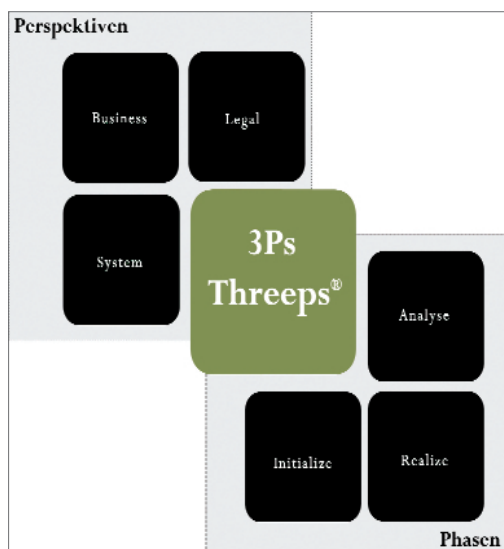 Perspektiven
Business
Legal
System
3Ps
Threeps®
Analyse
Initialize
Realize
Phasen